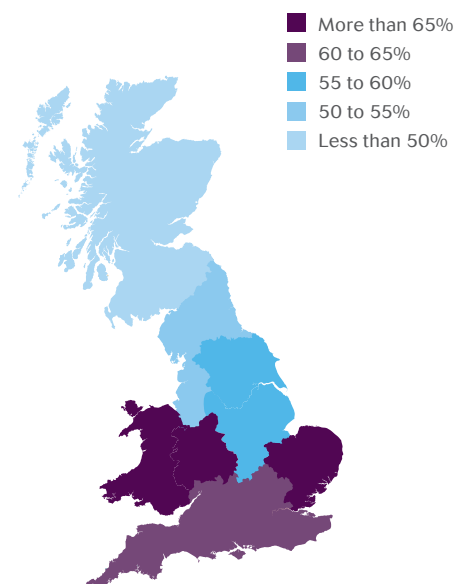 More than 65%
60 to 65%
55 to 60%
50 to 55%
Less than 50%